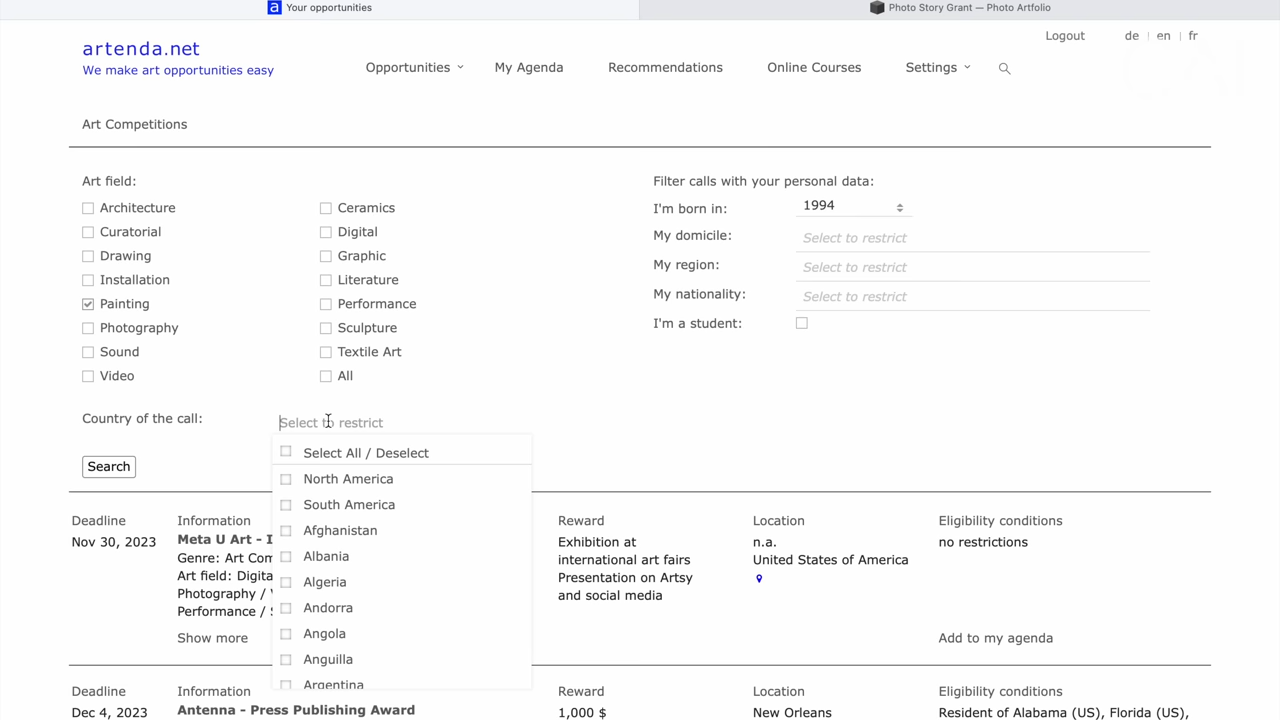 Your opportunities
Photo Story Grant — Photo Artfolio
Logout
de | en | fr
artenda.net
We make art opportunities easy
Opportunities
My Agenda
Recommendations
Online Courses
Settings
Art Competitions
Art field:
Architecture
Ceramics
Curatorial
Digital
Drawing
Graphic
Installation
Literature
Painting
Performance
Photography
Sculpture
Sound
Textile Art
Video
All
Filter calls with your personal data:
I'm born in: 1994
My domicile: Select to restrict
My region: Select to restrict
My nationality: Select to restrict
I'm a student:
Country of the call: Select to restrict
Search
Select All / Deselect
North America
South America
Afghanistan
Albania
Algeria
Andorra
Angola
Anguilla
Argentina
Deadline
Nov 30, 2023
Information
Meta U Art -
Genre: Art Com
Art field: Digita
Photography /
Performance /
Show more
Reward
Exhibition at
international art fairs
Presentation on Artsy
and social media
Location
n.a.
United States of America
Eligibility conditions
no restrictions
Add to my agenda
Deadline
Dec 4, 2023
Information
Antenna - Press Publishing Award
Reward
1,000 $
Location
New Orleans
Eligibility conditions
Resident of Alabama (US), Florida (US),